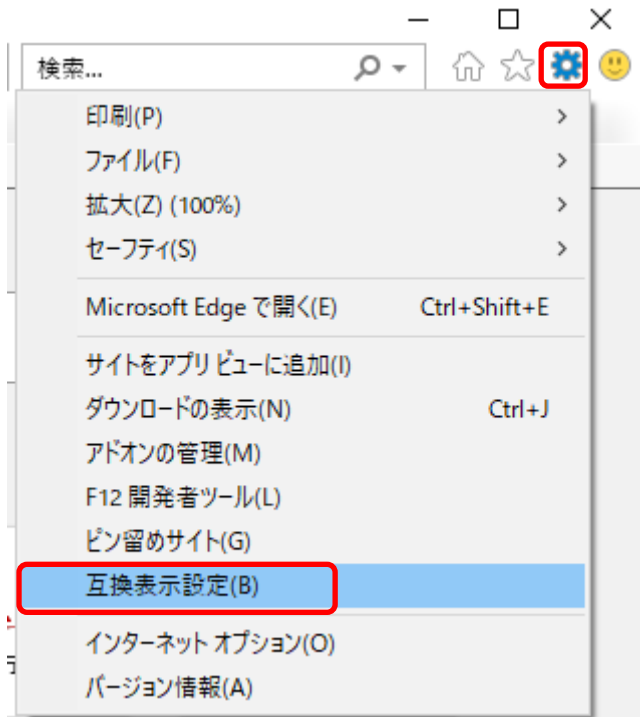 検索...
印刷(P)
ファイル(F)
拡大(Z) (100%)
セーフティ(S)
Microsoft Edge で開く(E) Ctrl+Shift+E
サイトをアプリ ビューに追加(I)
ダウンロードの表示(N) Ctrl+J
アドオンの管理(M)
F12 開発者ツール(L)
ピン留めサイト(G)
互換表示設定(B)
インターネット オプション(O)
バージョン情報(A)